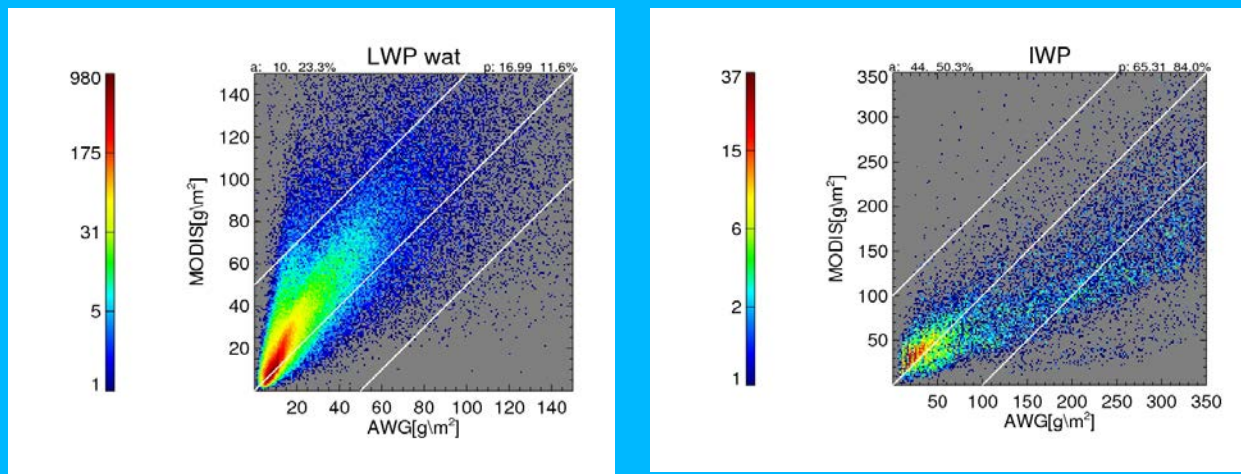 LWP wat
a: 10. 23.3% p: 16.99 11.6%
980
175
31
5
1
MODIS[g\m²]
140
120
100
80
60
40
20
20 40 60 80 100 120 140
AWG[g\m²]
IWP
a: 44. 50.3% p: 65.31 84.0%
37
15
6
2
1
MODIS[g\m²]
350
300
250
200
150
100
50
50 100 150 200 250 300 350
AWG[g\m²]